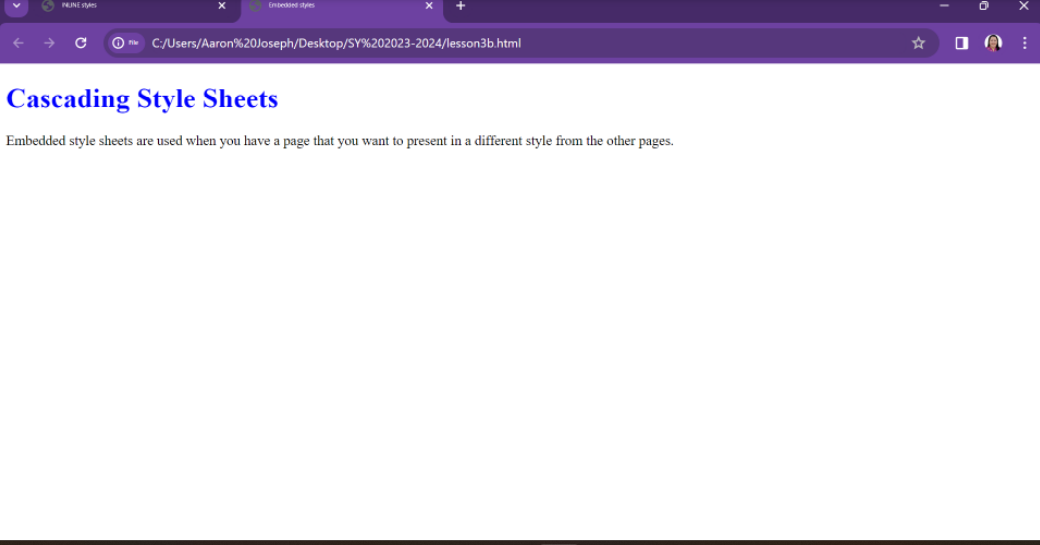 INLINE styles
Embedded styles
File
C:/Users/Aaron%20Joseph/Desktop/SY%202023-2024/lesson3b.html
Cascading Style Sheets
Embedded style sheets are used when you have a page that you want to present in a different style from the other pages.